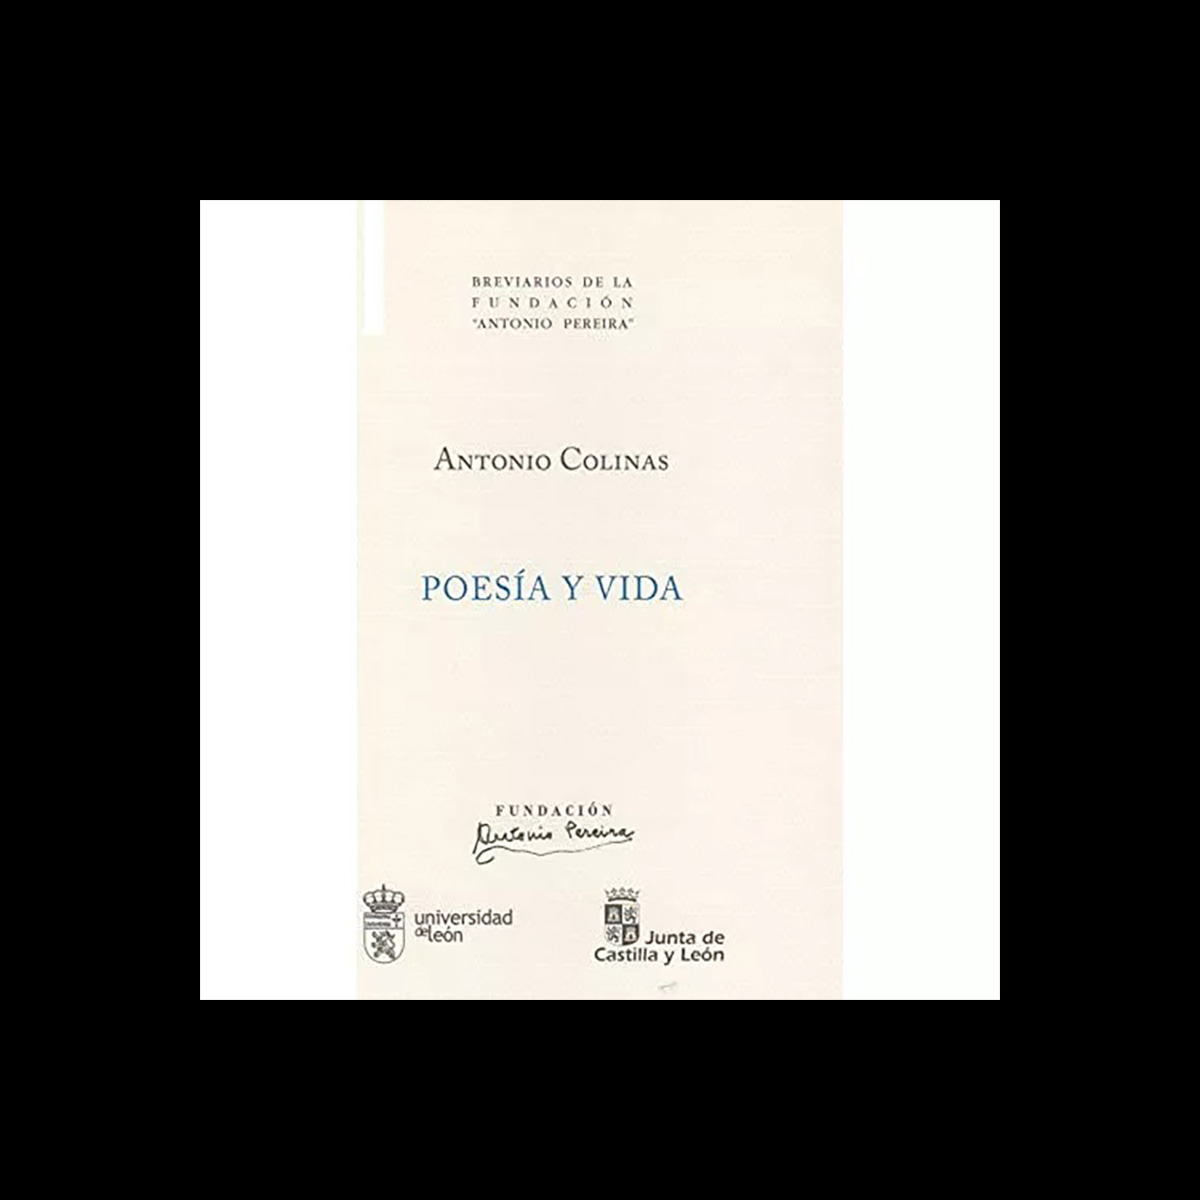 BREVIARIOS DE LA
FUNDACIÓN
"ANTONIO PEREIRA"
ANTONIO COLINAS
POESÍA Y VIDA
FUNDACIÓN
Antonio Pereira
universidad
de león
Junta de
Castilla y León